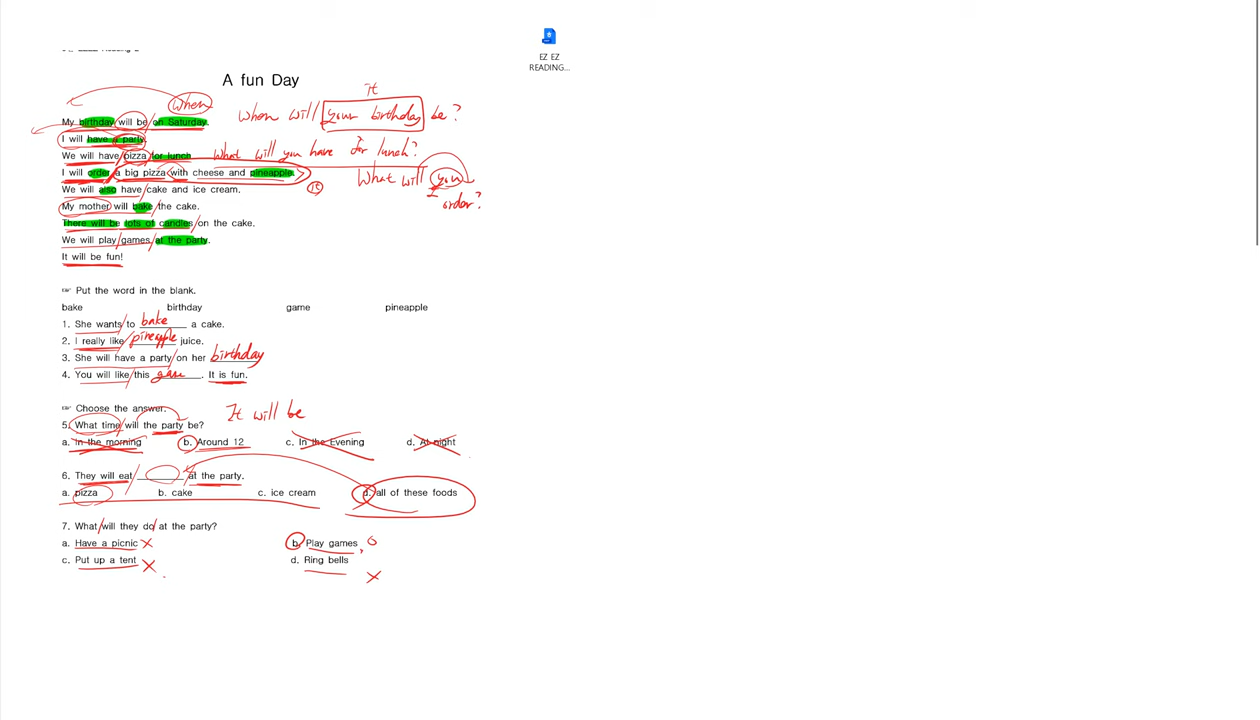 EZ EZ
READING...
A fun Day
it
When
When will your birthday be?
My birthday will be on Saturday.
I will have a party.
We will have pizza for lunch
What will you have for lunch?
I will order a big pizza with cheese and pineapple.
it
What will you
I
order?
We will also have cake and ice cream.
My mother will bake the cake.
There will be lots of candles on the cake.
We will play games at the party.
It will be fun!
☞ Put the word in the blank.
bake birthday game pineapple
1. She wants to bake a cake.
2. I really like pineapple juice.
3. She will have a party on her birthday
4. You will like this game. It is fun.
☞ Choose the answer.
It will be
5. What time will the party be?
a. In the morning b. Around 12 c. In the Evening d. At night
6. They will eat ________ at the party.
a. pizza b. cake c. ice cream d. all of these foods
7. What will they do at the party?
a. Have a picnic X b. Play games O
c. Put up a tent X d. Ring bells X